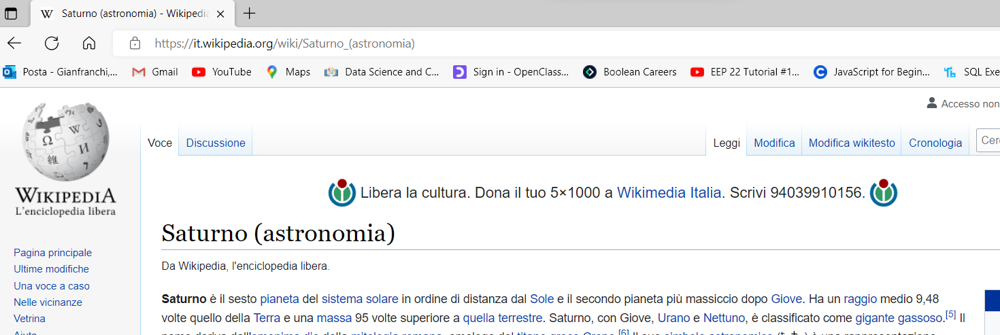 Saturno (astronomia) - Wikipedia
https://it.wikipedia.org/wiki/Saturno_(astronomia)
Posta - Gianfranchi,... Gmail YouTube Maps Data Science and C... Sign in - OpenClass... Boolean Careers EEP 22 Tutorial #1... JavaScript for Begin... SQL Exe
Accesso non
Voce Discussione Leggi Modifica Modifica wikitesto Cronologia Cerc
Libera la cultura. Dona il tuo 5×1000 a Wikimedia Italia. Scrivi 94039910156.
WIKIPEDIA
L'enciclopedia libera
Saturno (astronomia)
Da Wikipedia, l'enciclopedia libera.
Pagina principale
Ultime modifiche
Una voce a caso
Nelle vicinanze
Vetrina
Aiuto
Saturno è il sesto pianeta del sistema solare in ordine di distanza dal Sole e il secondo pianeta più massiccio dopo Giove. Ha un raggio medio 9,48
volte quello della Terra e una massa 95 volte superiore a quella terrestre. Saturno, con Giove, Urano e Nettuno, è classificato come gigante gassoso.[5] Il
nome deriva dall'omonimo dio della mitologia romana, omologo del titano greco Crono.[6] Il suo simbolo astronomico (♄) è una rappresentazione